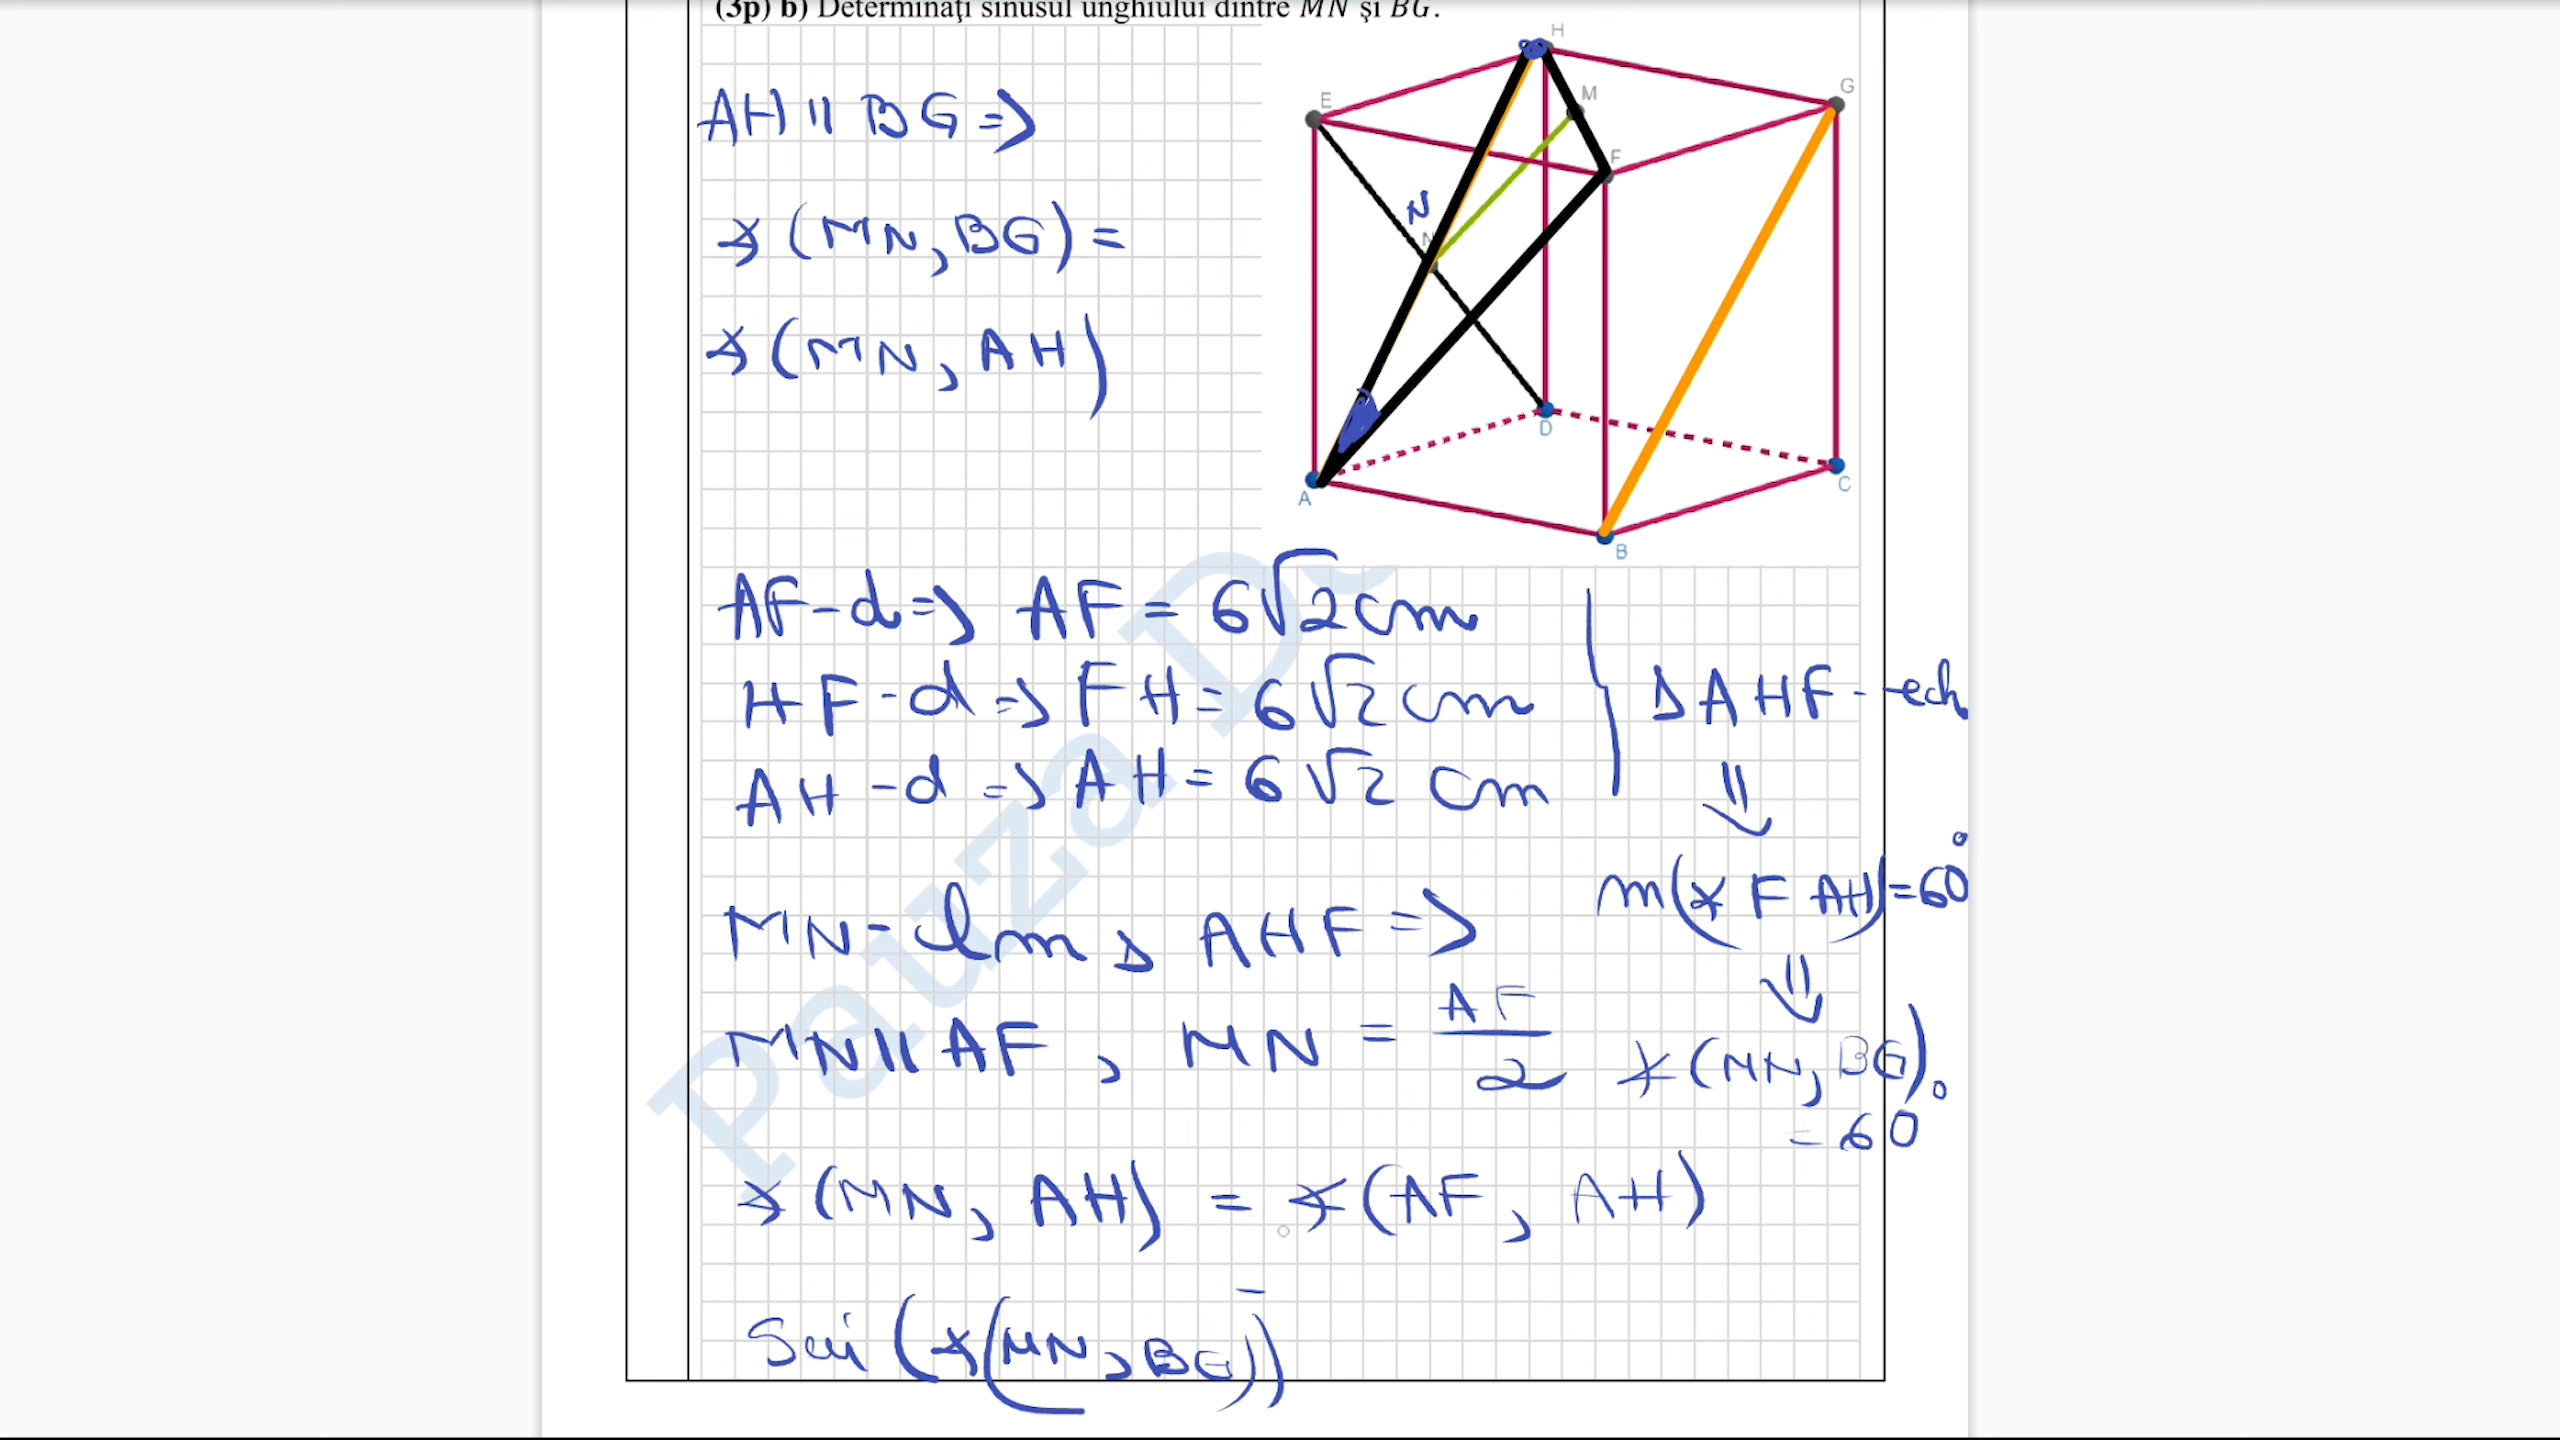 (3p) b) Determinați sinusul unghiului dintre MN și BG.
AH || BG =>
∢(MN, BG) =
∢(MN, AH)
H
E
M
G
F
N
N
D
A
C
B
AF - d => AF = 6√2 cm
HF - d => FH = 6√2 cm
AH - d => AH = 6√2 cm
Δ AHF - ech
⇓
m(∢ FAH) = 60°
⇓
∢(MN, BG) = 60°
MN - lm Δ AHF =>
MN || AF, MN = AF/2
∢(MN, AH) = ∢(AF, AH)
Sin (∢(MN, BG))
Pauza D